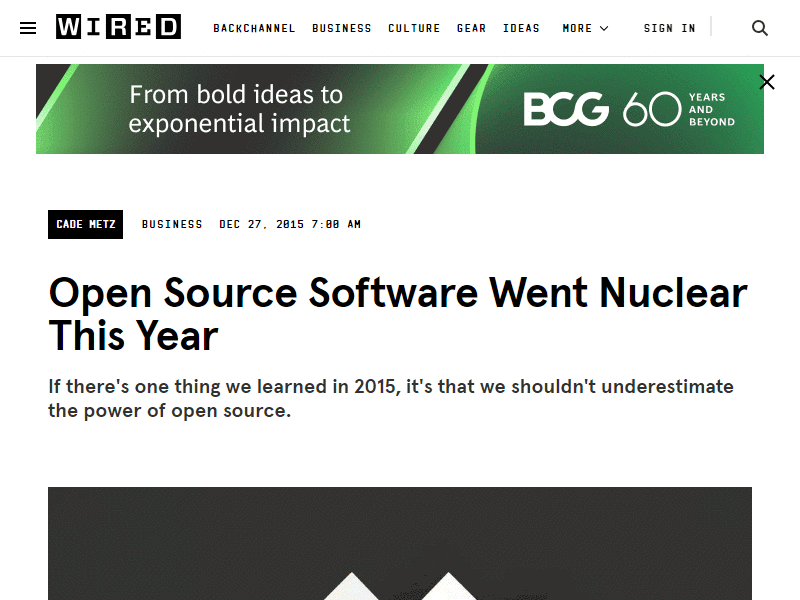 WIRED
BACKCHANNEL BUSINESS CULTURE GEAR IDEAS MORE SIGN IN
From bold ideas to
exponential impact
BCG 60 YEARS
AND
BEYOND
CADE METZ BUSINESS DEC 27, 2015 7:00 AM
Open Source Software Went Nuclear
This Year
If there's one thing we learned in 2015, it's that we shouldn't underestimate
the power of open source.